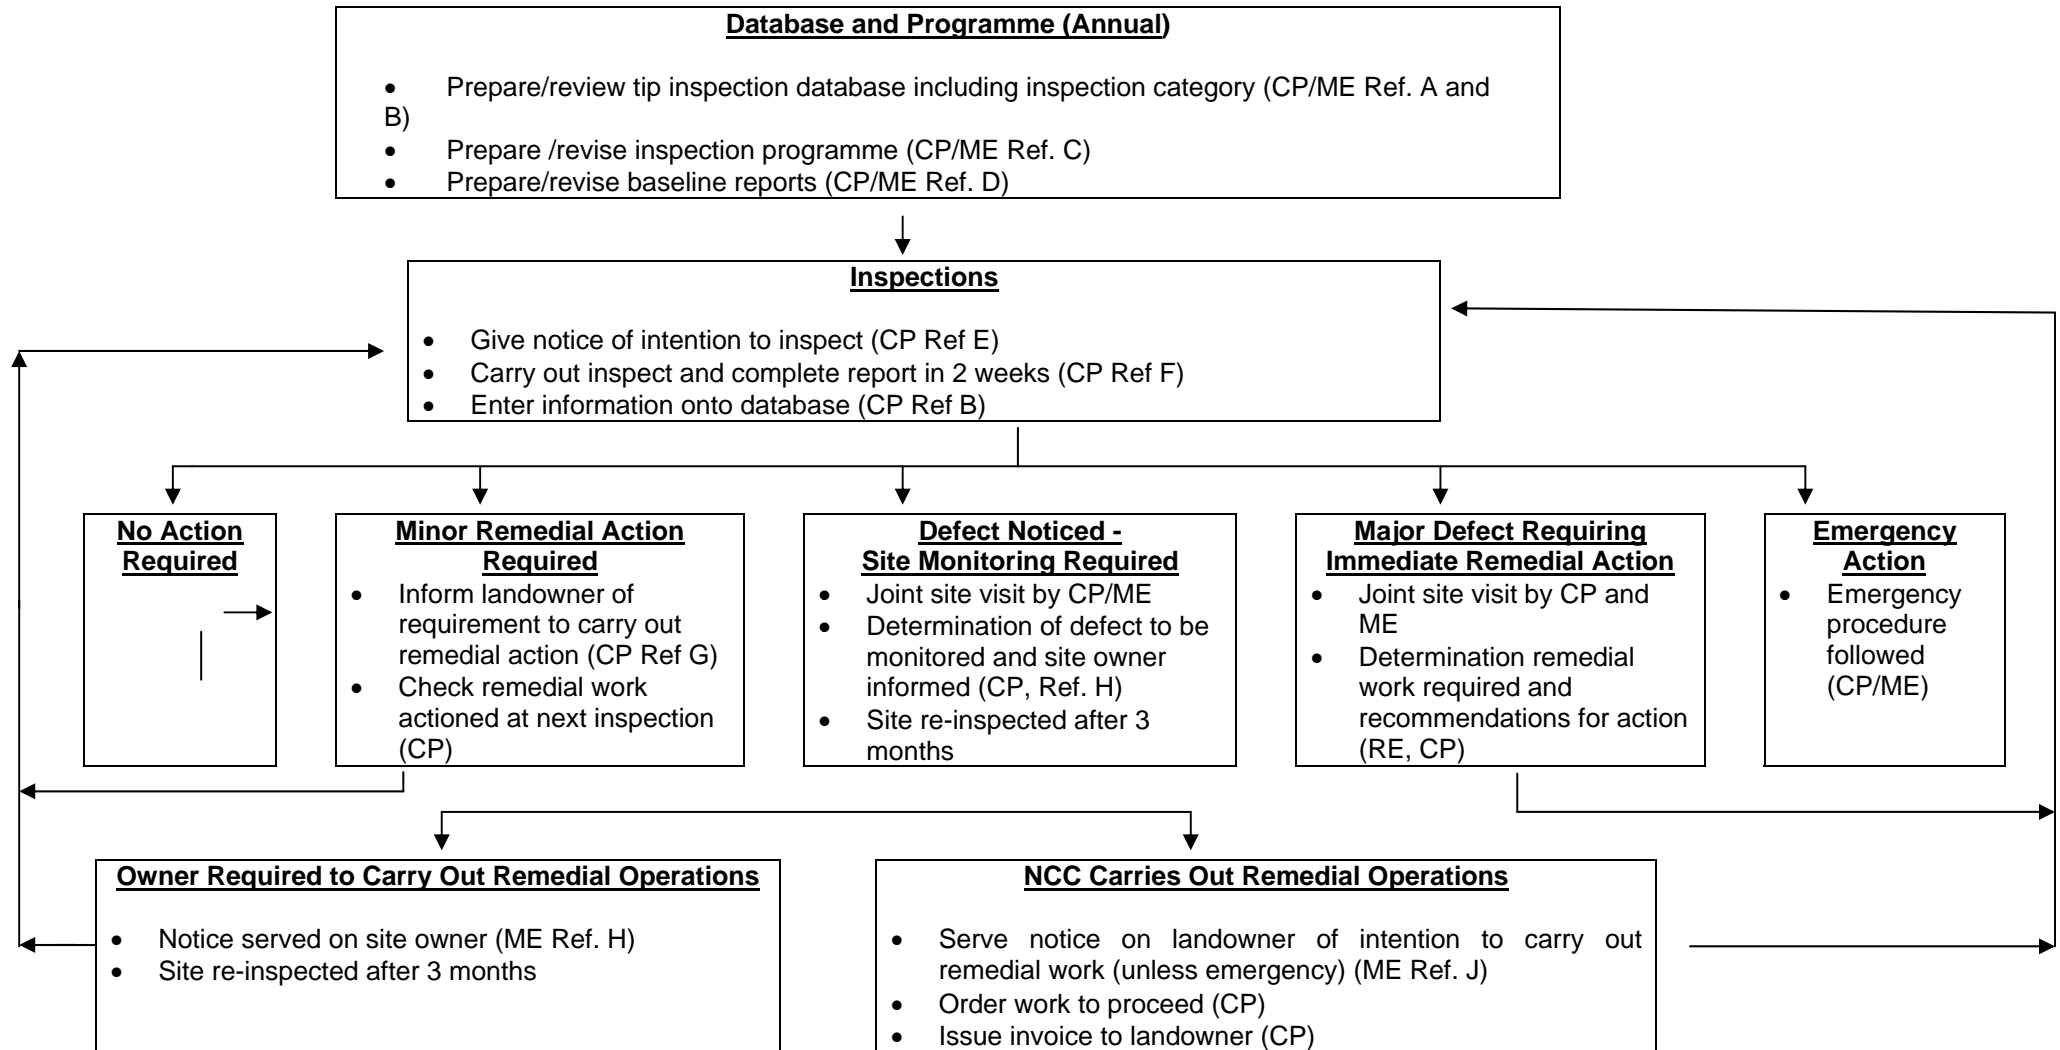 Database and Programme (Annual)
• Prepare/review tip inspection database including inspection category (CP/ME Ref. A and
B)
• Prepare /revise inspection programme (CP/ME Ref. C)
• Prepare/revise baseline reports (CP/ME Ref. D)
Inspections
• Give notice of intention to inspect (CP Ref E)
• Carry out inspect and complete report in 2 weeks (CP Ref F)
• Enter information onto database (CP Ref B)
No Action
Required
Minor Remedial Action
Required
• Inform landowner of
requirement to carry out
remedial action (CP Ref G)
• Check remedial work
actioned at next inspection
(CP)
Defect Noticed -
Site Monitoring Required
• Joint site visit by CP/ME
• Determination of defect to be
monitored and site owner
informed (CP, Ref. H)
• Site re-inspected after 3
months
Major Defect Requiring
Immediate Remedial Action
• Joint site visit by CP and
ME
• Determination remedial
work required and
recommendations for action
(RE, CP)
Emergency
Action
• Emergency
procedure
followed
(CP/ME)
Owner Required to Carry Out Remedial Operations
• Notice served on site owner (ME Ref. H)
• Site re-inspected after 3 months
NCC Carries Out Remedial Operations
• Serve notice on landowner of intention to carry out
remedial work (unless emergency) (ME Ref. J)
• Order work to proceed (CP)
• Issue invoice to landowner (CP)